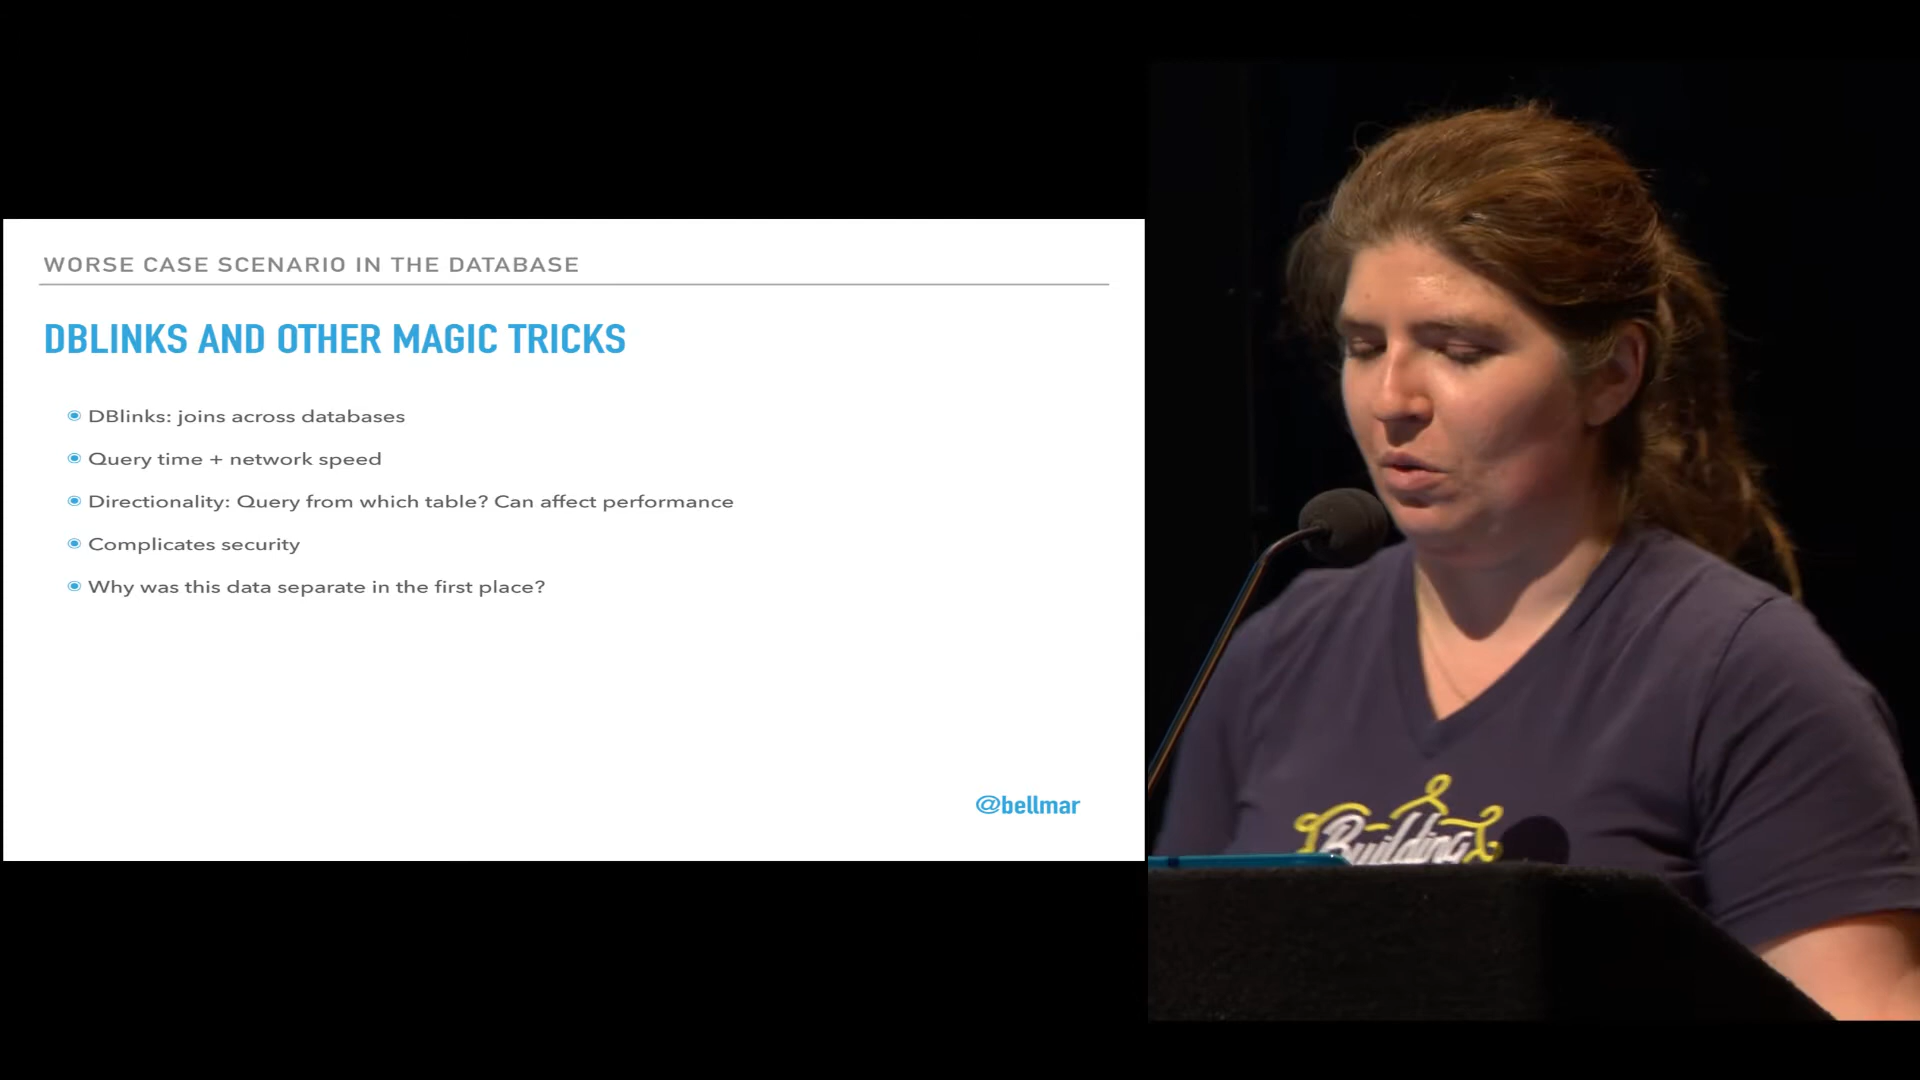 WORSE CASE SCENARIO IN THE DATABASE
DBLINKS AND OTHER MAGIC TRICKS
DBlinks: joins across databases
Query time + network speed
Directionality: Query from which table? Can affect performance
Complicates security
Why was this data separate in the first place?
@bellmar
Building